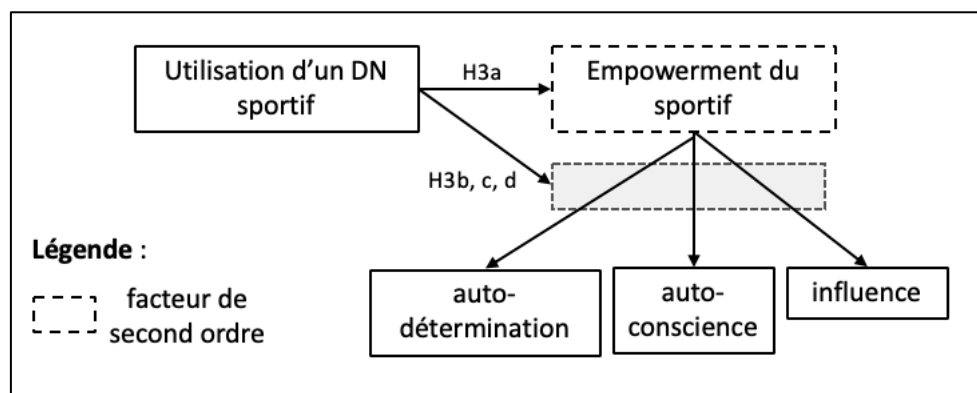 Utilisation d'un DN
sportif
H3a
Empowerment du
sportif
H3b, c, d
Légende :
facteur de
second ordre
auto-
détermination
auto-
conscience
influence